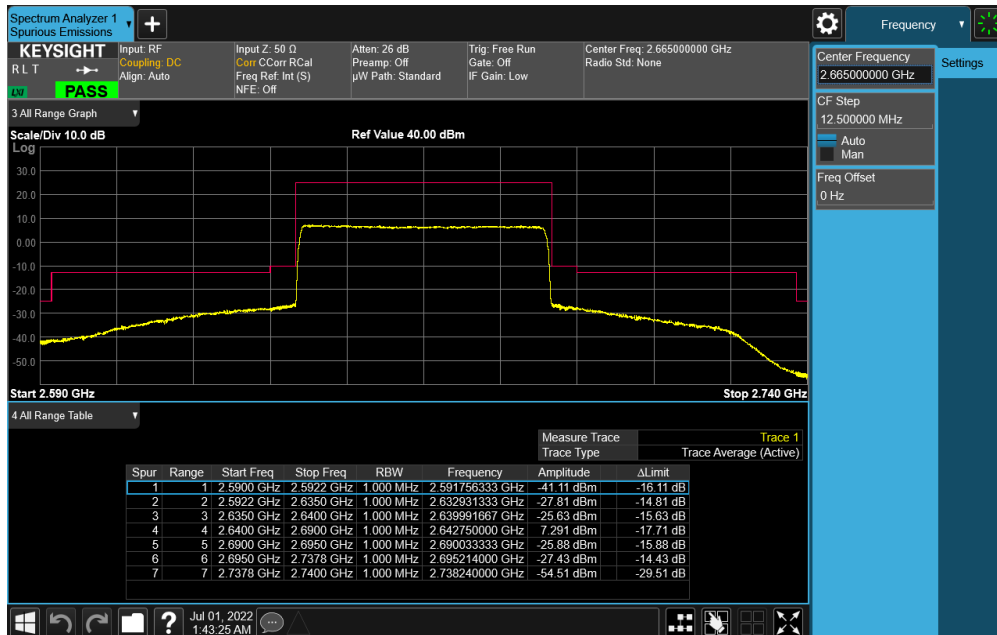 Spectrum Analyzer 1
Spurious Emissions
Frequency
KEYSIGHT
R L T
LXI
PASS
Input: RF
Coupling: DC
Align: Auto
Input Z: 50 Ω
Corr CCorr RCal
Freq Ref: Int (S)
NFE: Off
Atten: 26 dB
Preamp: Off
µW Path: Standard
Trig: Free Run
Gate: Off
IF Gain: Low
Center Freq: 2.665000000 GHz
Radio Std: None
Center Frequency
2.665000000 GHz
Settings
CF Step
12.500000 MHz
Auto
Man
Freq Offset
0 Hz
3 All Range Graph
Scale/Div 10.0 dB
Ref Value 40.00 dBm
Log
30.0
20.0
10.0
0.00
-10.0
-20.0
-30.0
-40.0
-50.0
Start 2.590 GHz
Stop 2.740 GHz
4 All Range Table
Measure Trace Trace 1
Trace Type Trace Average (Active)
Spur Range Start Freq Stop Freq RBW Frequency Amplitude ΔLimit
1 1 2.5900 GHz 2.5922 GHz 1.000 MHz 2.591756333 GHz -41.11 dBm -16.11 dB
2 2 2.5922 GHz 2.6350 GHz 1.000 MHz 2.632931333 GHz -27.81 dBm -14.81 dB
3 3 2.6350 GHz 2.6400 GHz 1.000 MHz 2.639991667 GHz -25.63 dBm -15.63 dB
4 4 2.6400 GHz 2.6900 GHz 1.000 MHz 2.642750000 GHz 7.291 dBm -17.71 dB
5 5 2.6900 GHz 2.6950 GHz 1.000 MHz 2.690033333 GHz -25.88 dBm -15.88 dB
6 6 2.6950 GHz 2.7378 GHz 1.000 MHz 2.695214000 GHz -27.43 dBm -14.43 dB
7 7 2.7378 GHz 2.7400 GHz 1.000 MHz 2.738240000 GHz -54.51 dBm -29.51 dB
Jul 01, 2022
1:43:25 AM